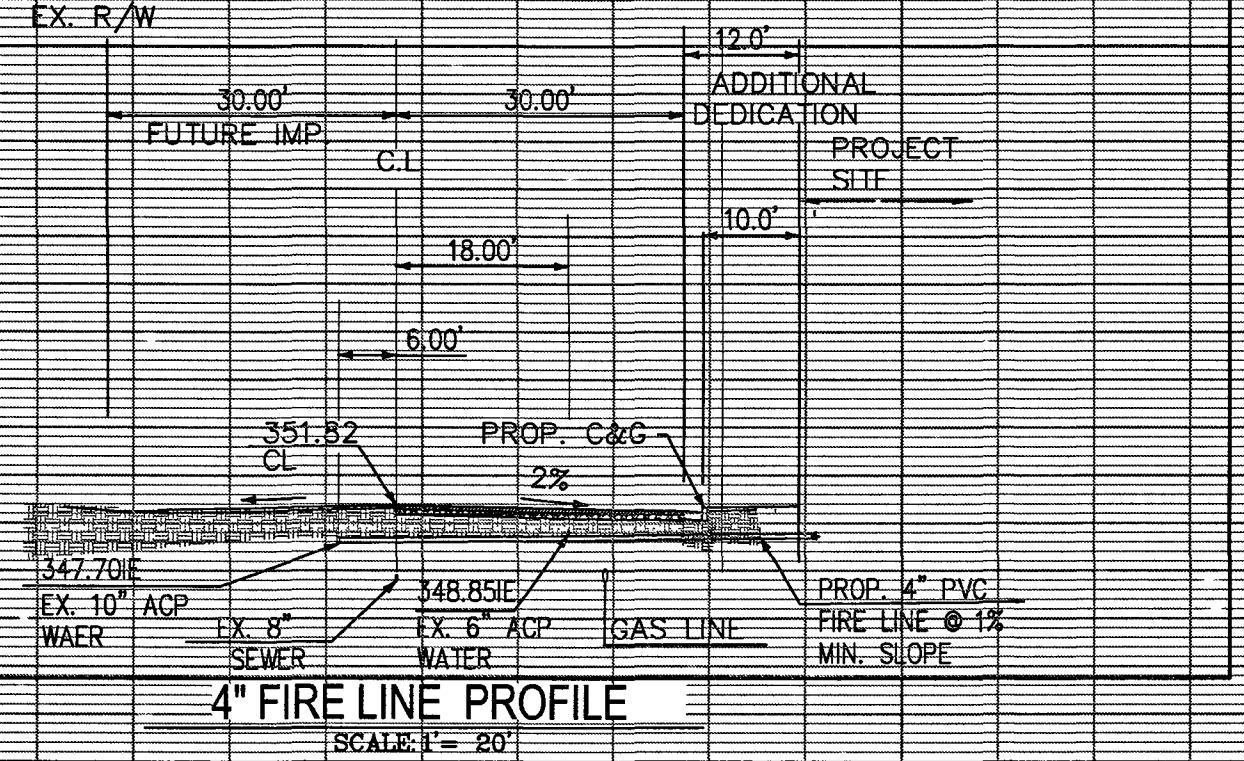 EX. R/W
12.0'
ADDITIONAL
DEDICATION
30.00'
FUTURE IMP.
30.00'
C.L
PROJECT
SITE
10.0'
18.00'
6.00'
351.82
CL
PROP. C&G
2%
347.70IE
EX. 10" ACP
WAER
EX. 8"
SEWER
348.85IE
EX. 6" ACP
WATER
GAS LINE
PROP. 4" PVC
FIRE LINE @ 1%
MIN. SLOPE
4" FIRE LINE PROFILE
SCALE: 1'= 20'